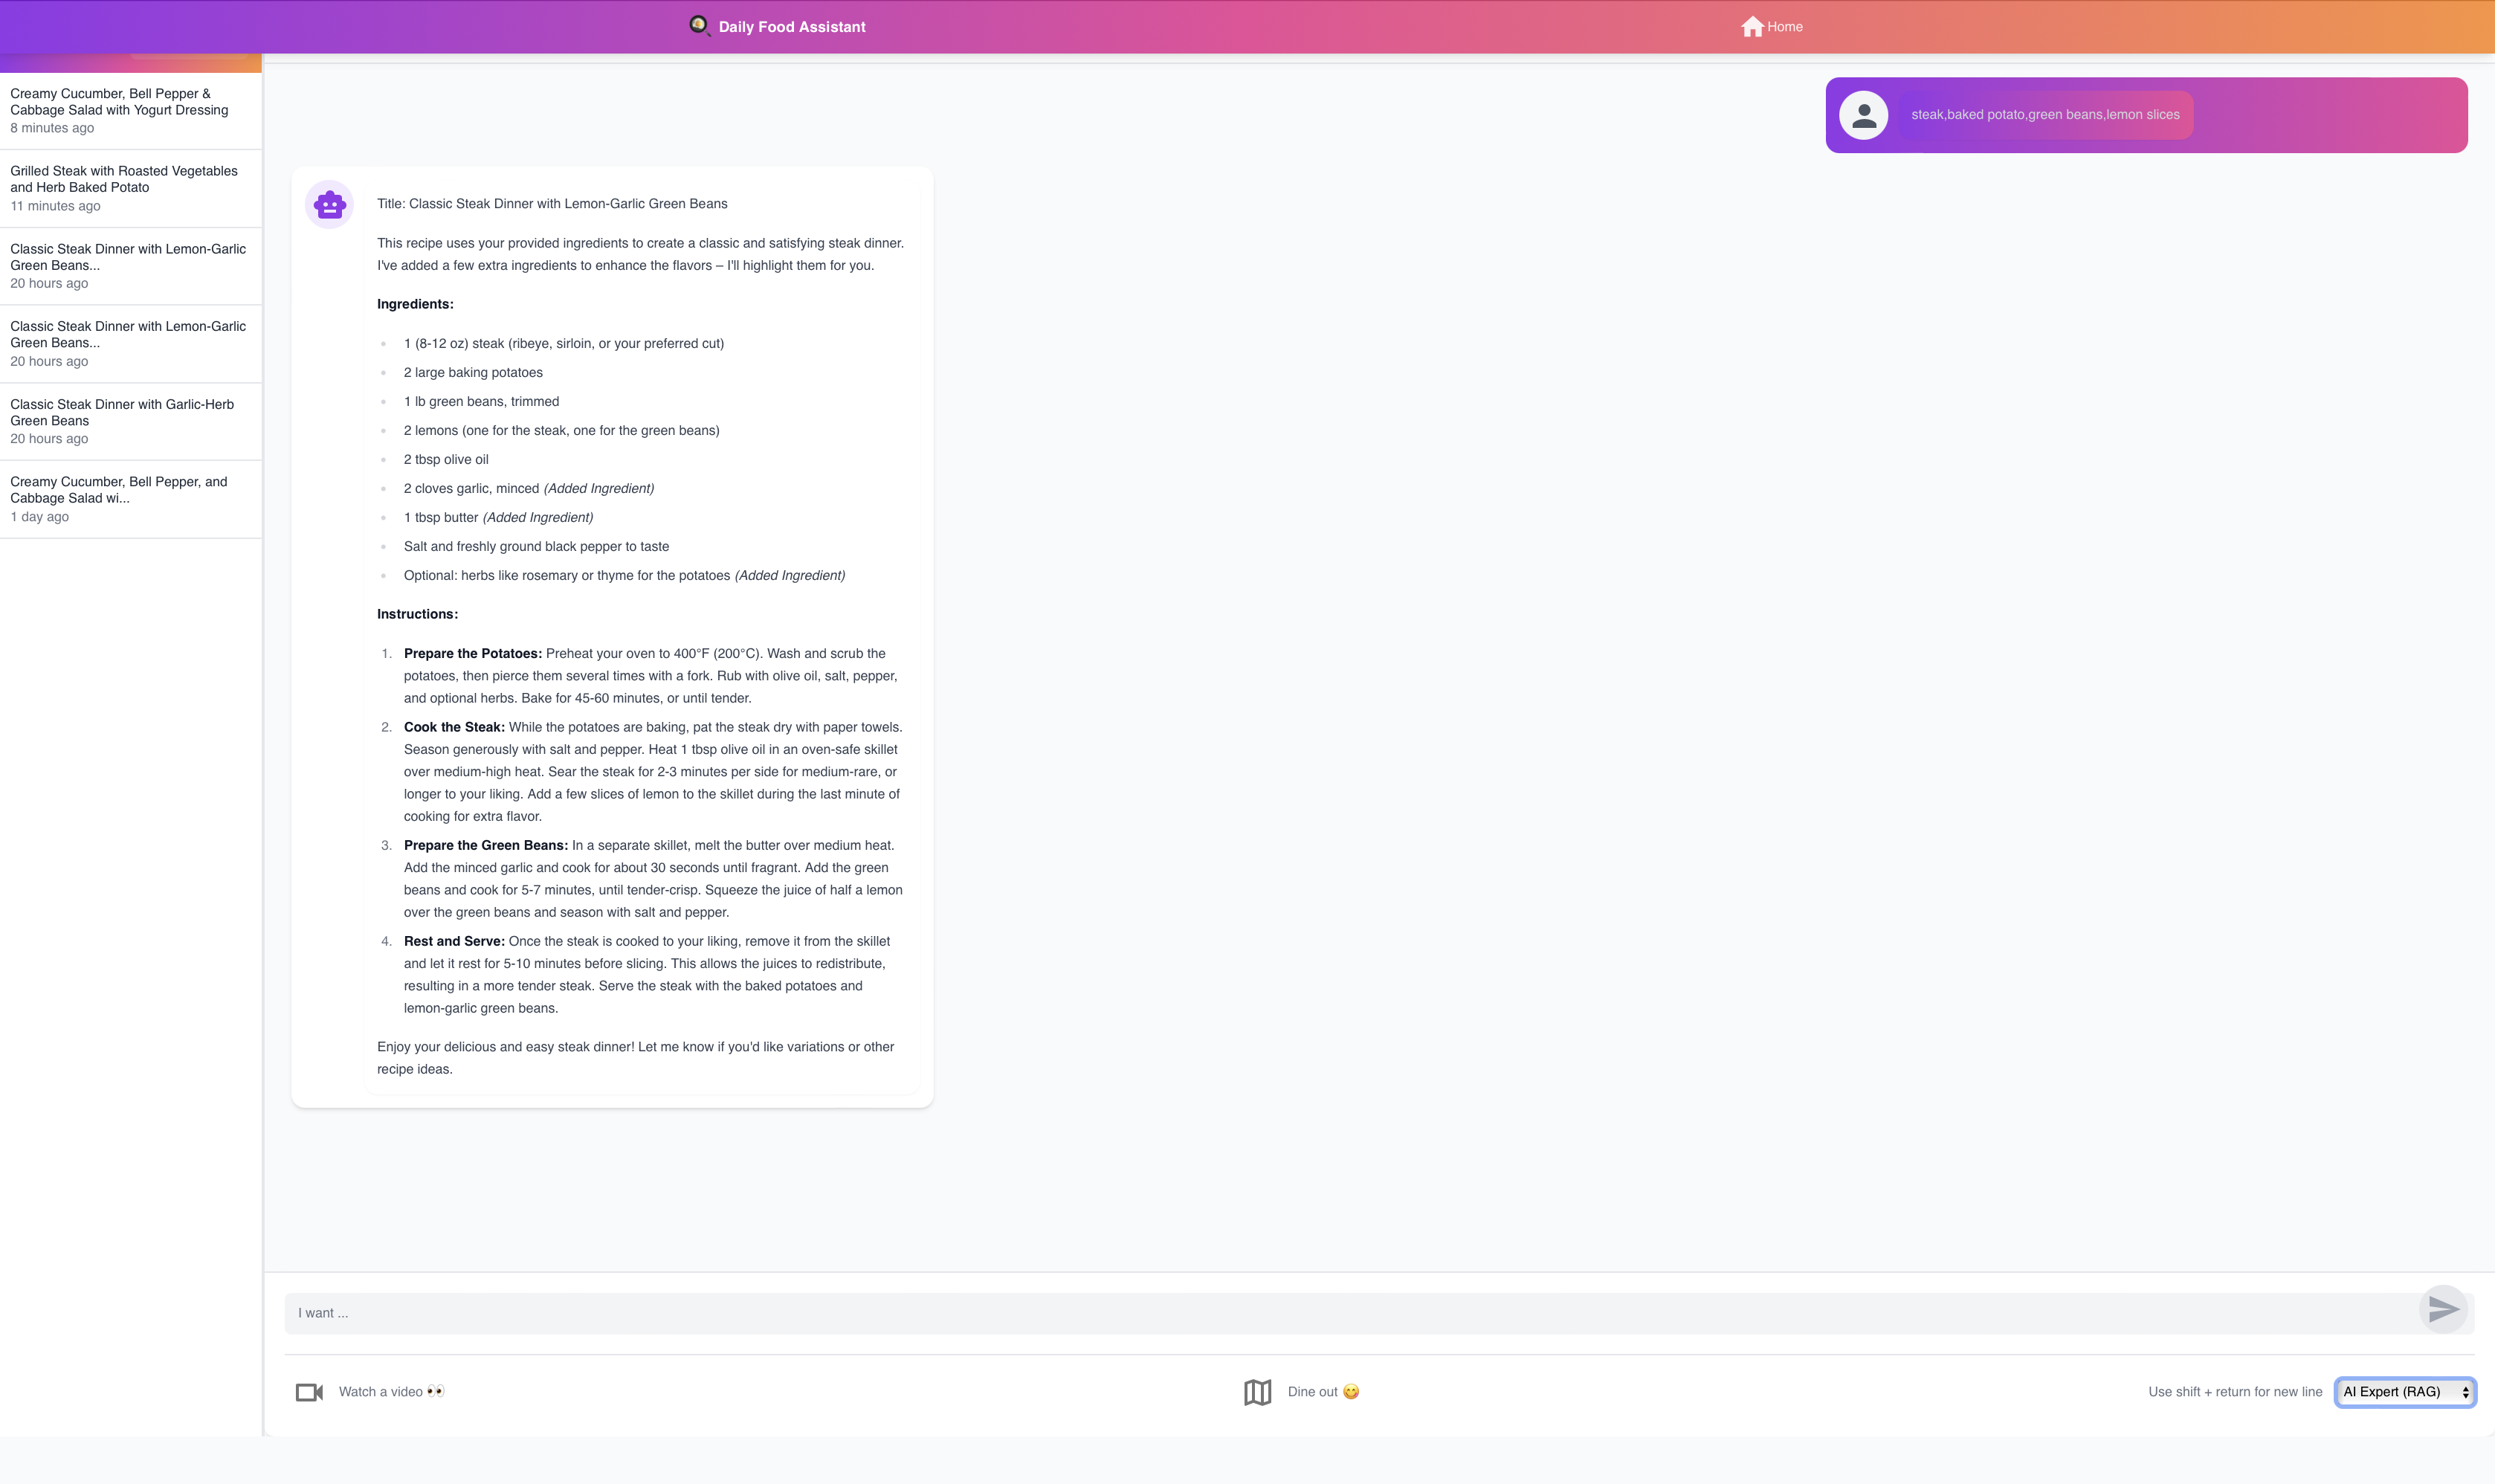 Daily Food Assistant
Home
Creamy Cucumber, Bell Pepper &
Cabbage Salad with Yogurt Dressing
8 minutes ago
Grilled Steak with Roasted Vegetables
and Herb Baked Potato
11 minutes ago
Classic Steak Dinner with Lemon-Garlic
Green Beans...
20 hours ago
Classic Steak Dinner with Lemon-Garlic
Green Beans...
20 hours ago
Classic Steak Dinner with Garlic-Herb
Green Beans
20 hours ago
Creamy Cucumber, Bell Pepper, and
Cabbage Salad wi...
1 day ago
steak,baked potato,green beans,lemon slices
Title: Classic Steak Dinner with Lemon-Garlic Green Beans
This recipe uses your provided ingredients to create a classic and satisfying steak dinner.
I've added a few extra ingredients to enhance the flavors – I'll highlight them for you.
Ingredients:
1 (8-12 oz) steak (ribeye, sirloin, or your preferred cut)
2 large baking potatoes
1 lb green beans, trimmed
2 lemons (one for the steak, one for the green beans)
2 tbsp olive oil
2 cloves garlic, minced (Added Ingredient)
1 tbsp butter (Added Ingredient)
Salt and freshly ground black pepper to taste
Optional: herbs like rosemary or thyme for the potatoes (Added Ingredient)
Instructions:
1. Prepare the Potatoes: Preheat your oven to 400°F (200°C). Wash and scrub the
potatoes, then pierce them several times with a fork. Rub with olive oil, salt, pepper,
and optional herbs. Bake for 45-60 minutes, or until tender.
2. Cook the Steak: While the potatoes are baking, pat the steak dry with paper towels.
Season generously with salt and pepper. Heat 1 tbsp olive oil in an oven-safe skillet
over medium-high heat. Sear the steak for 2-3 minutes per side for medium-rare, or
longer to your liking. Add a few slices of lemon to the skillet during the last minute of
cooking for extra flavor.
3. Prepare the Green Beans: In a separate skillet, melt the butter over medium heat.
Add the minced garlic and cook for about 30 seconds until fragrant. Add the green
beans and cook for 5-7 minutes, until tender-crisp. Squeeze the juice of half a lemon
over the green beans and season with salt and pepper.
4. Rest and Serve: Once the steak is cooked to your liking, remove it from the skillet
and let it rest for 5-10 minutes before slicing. This allows the juices to redistribute,
resulting in a more tender steak. Serve the steak with the baked potatoes and
lemon-garlic green beans.
Enjoy your delicious and easy steak dinner! Let me know if you'd like variations or other
recipe ideas.
I want ...
Watch a video 👀
Dine out 😋
Use shift + return for new line
AI Expert (RAG)